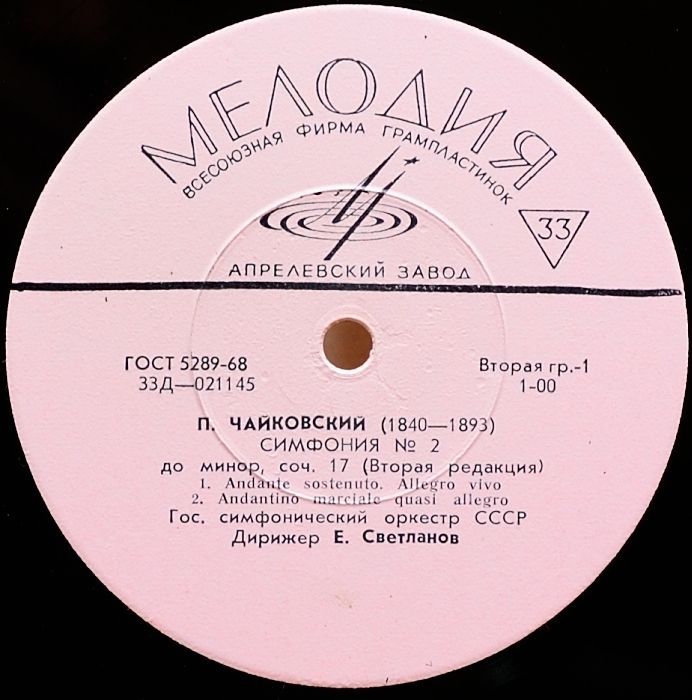 МЕЛОДИЯ
ВСЕСОЮЗНАЯ ФИРМА ГРАМПЛАСТИНОК
33
АПРЕЛЕВСКИЙ ЗАВОД
ГОСТ 5289-68
33Д—021145
Вторая гр.-1
1-00
П. ЧАЙКОВСКИЙ (1840—1893)
СИМФОНИЯ № 2
до минор, соч. 17 (Вторая редакция)
1. Andante sostenuto. Allegro vivo
2. Andantino marciale quasi allegro
Гос. симфонический оркестр СССР
Дирижер Е. Светланов